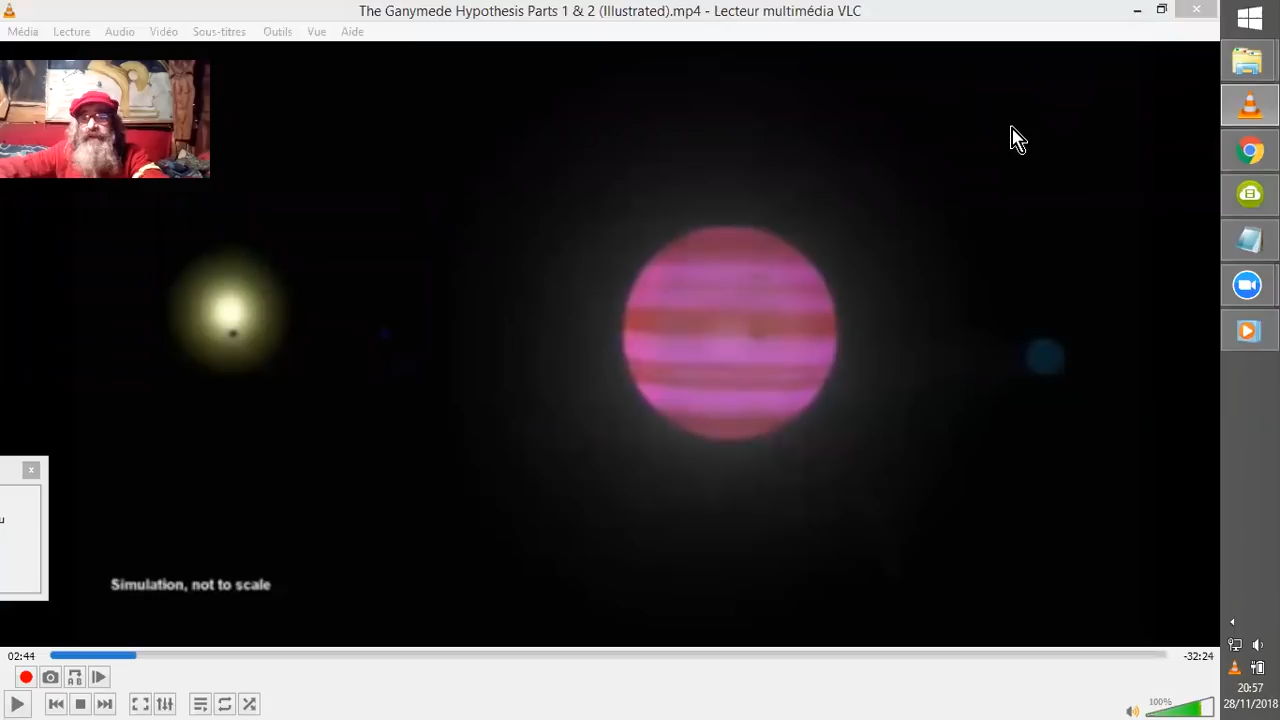 The Ganymede Hypothesis Parts 1 & 2 (Illustrated).mp4 - Lecteur multimédia VLC
Média Lecture Audio Vidéo Sous-titres Outils Vue Aide
x
u
Simulation, not to scale
02:44
-32:24
A B
100%
20:57
28/11/2018